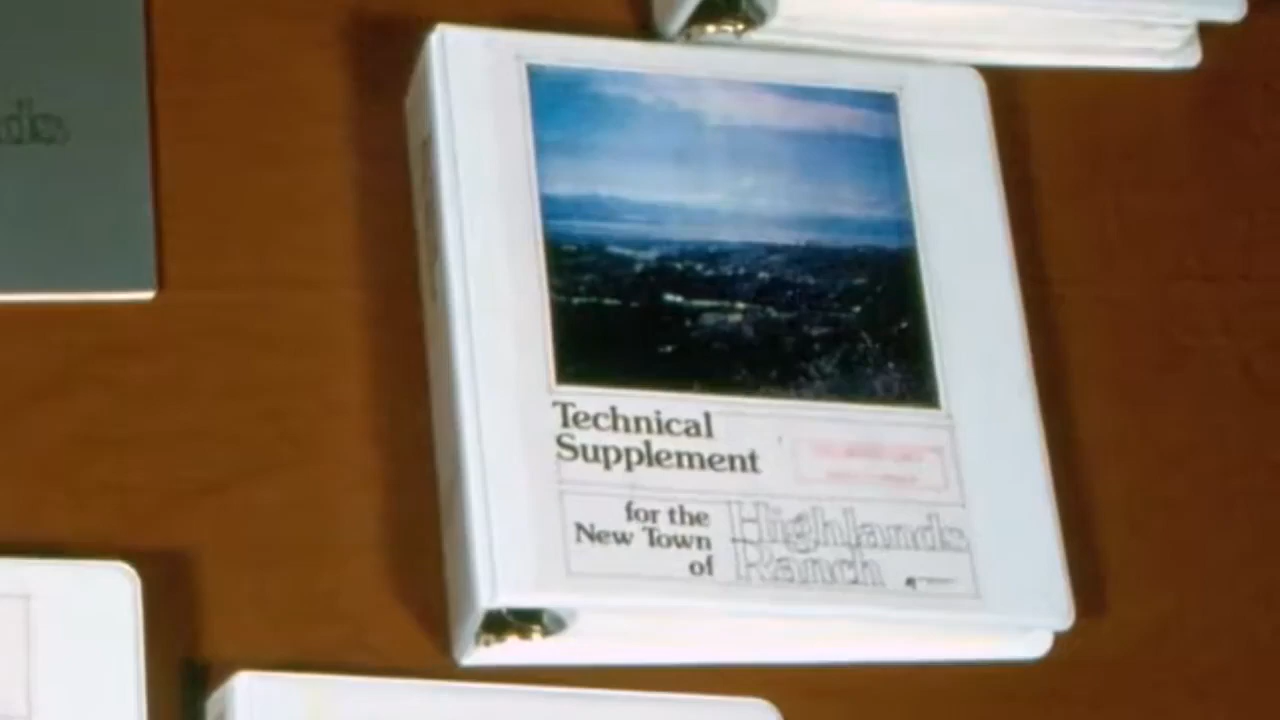 Technical
Supplement
for the
New Town
of
Highlands
Ranch